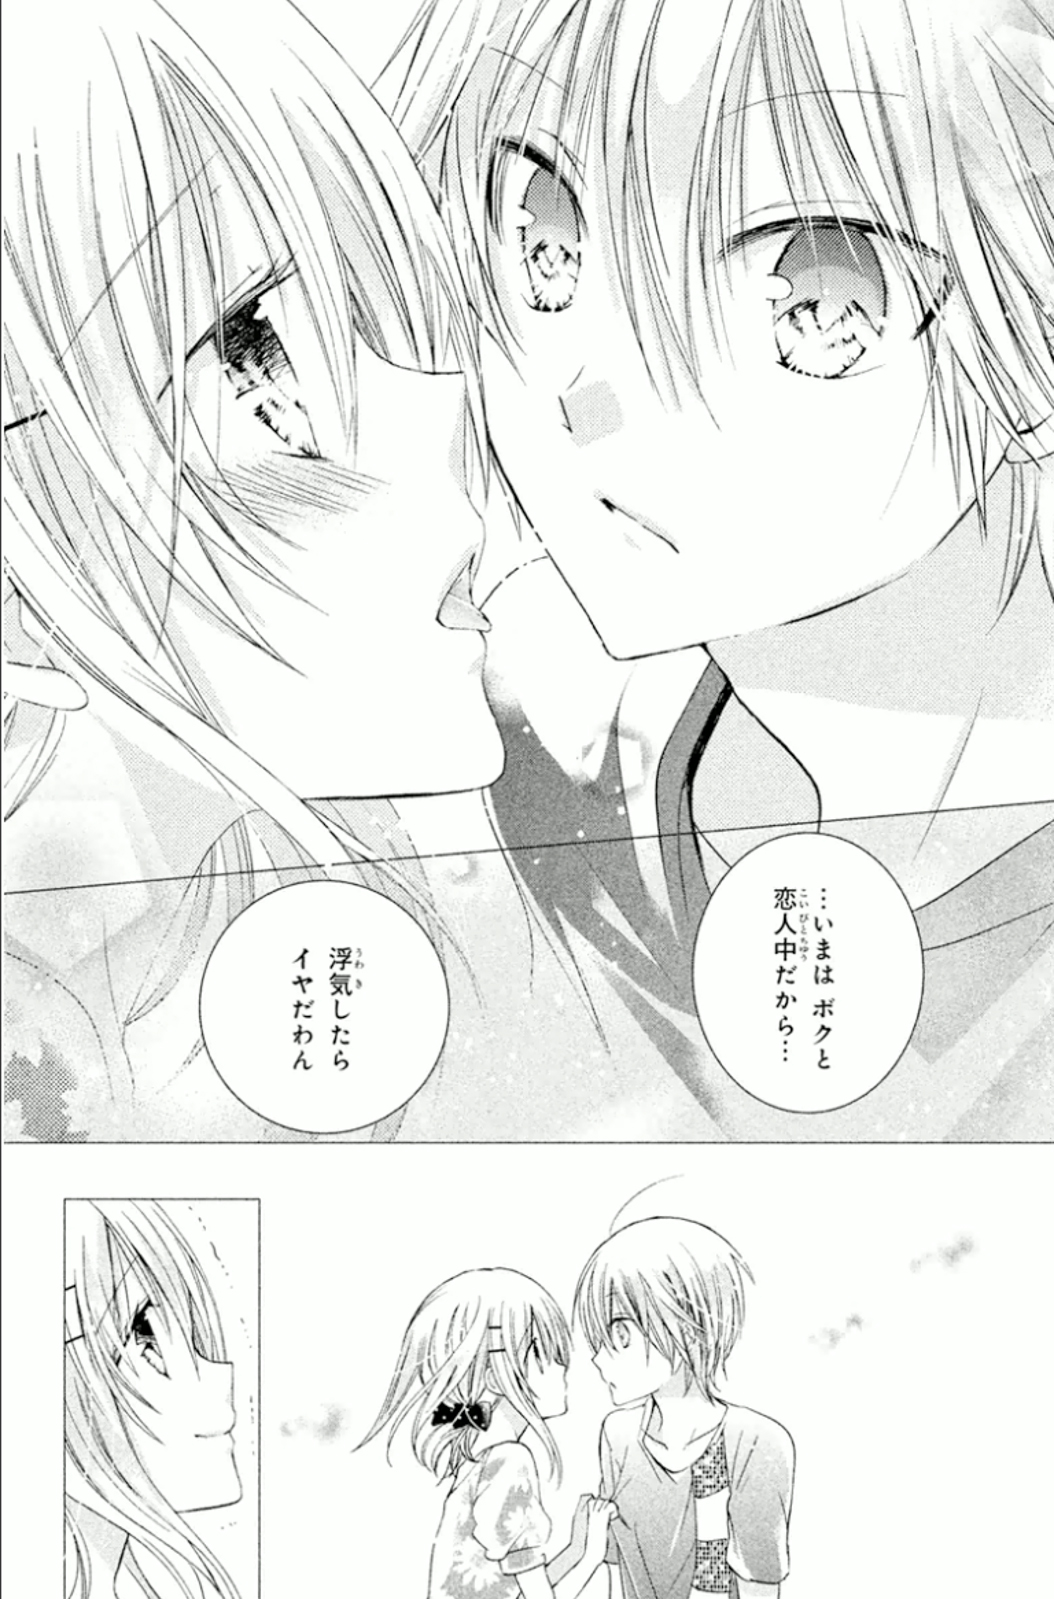 …いまは ボクと
恋人中だから…
浮気したら
イヤだわん